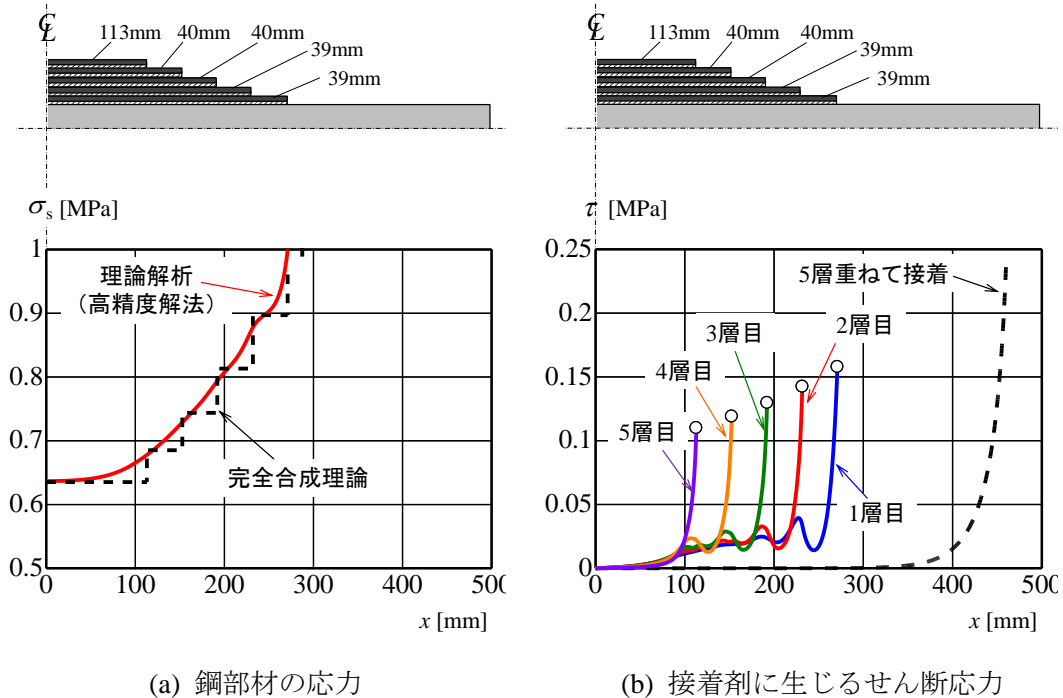 ℄
113mm
40mm
40mm
39mm
39mm
σs [MPa]
1
0.9
0.8
0.7
0.6
0.5
0
100
200
300
400
500
理論解析
(高精度解法)
完全合成理論
x [mm]
(a) 鋼部材の応力
℄
113mm
40mm
40mm
39mm
39mm
τ [MPa]
0.25
0.2
0.15
0.1
0.05
0
0
100
200
300
400
500
5層重ねて接着
2層目
3層目
4層目
5層目
1層目
x [mm]
(b) 接着剤に生じるせん断応力